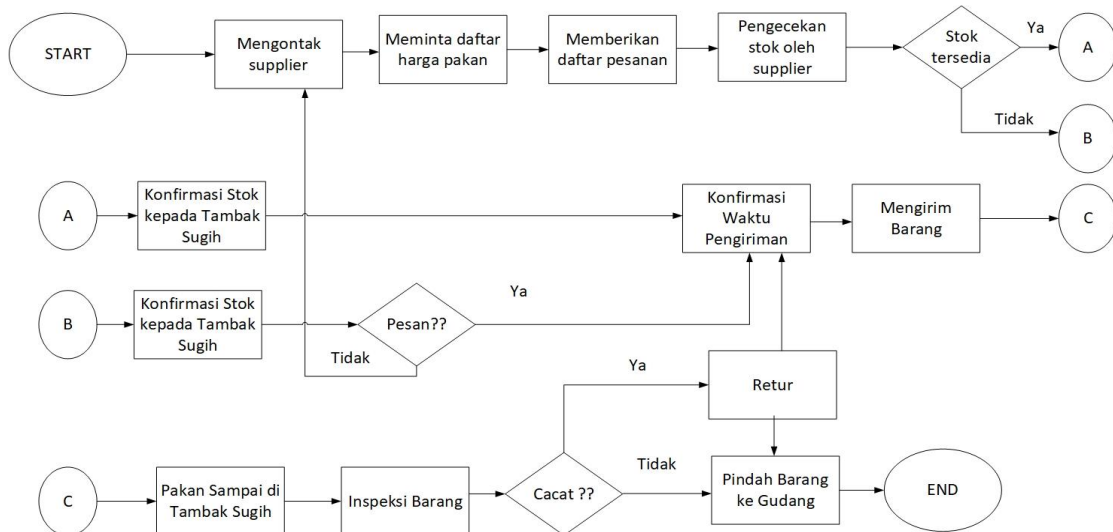 START
Mengontak
supplier
Meminta daftar
harga pakan
Memberikan
daftar pesanan
Pengecekan
stok oleh
supplier
Stok
tersedia
Ya
A
Tidak
B
A
Konfirmasi Stok
kepada Tambak
Sugih
Konfirmasi
Waktu
Pengiriman
Mengirim
Barang
C
B
Konfirmasi Stok
kepada Tambak
Sugih
Pesan??
Ya
Tidak
Ya
Retur
C
Pakan Sampai di
Tambak Sugih
Inspeksi Barang
Cacat ??
Tidak
Pindah Barang
ke Gudang
END